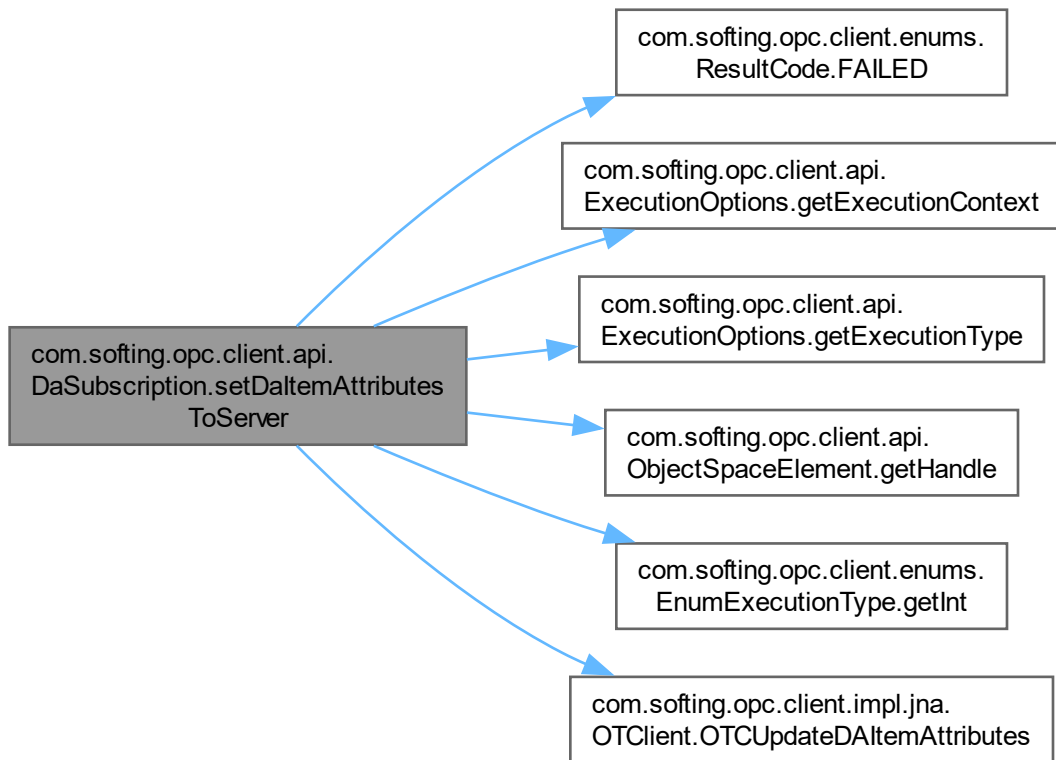 com.softing.opc.client.enums.
ResultCode.FAILED
com.softing.opc.client.api.
ExecutionOptions.getExecutionContext
com.softing.opc.client.api.
ExecutionOptions.getExecutionType
com.softing.opc.client.api.
DaSubscription.setDaItemAttributes
ToServer
com.softing.opc.client.api.
ObjectSpaceElement.getHandle
com.softing.opc.client.enums.
EnumExecutionType.getInt
com.softing.opc.client.impl.jna.
OTClient.OTCUpdateDAItemAttributes